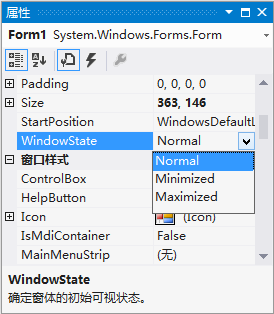 属性
Form1 System.Windows.Forms.Form
Padding 0, 0, 0, 0
Size 363, 146
StartPosition WindowsDefaultL
WindowState Normal
窗口样式 Normal
ControlBox Minimized
HelpButton Maximized
Icon (Icon)
IsMdiContainer False
MainMenuStrip (无)
WindowState
确定窗体的初始可视状态。